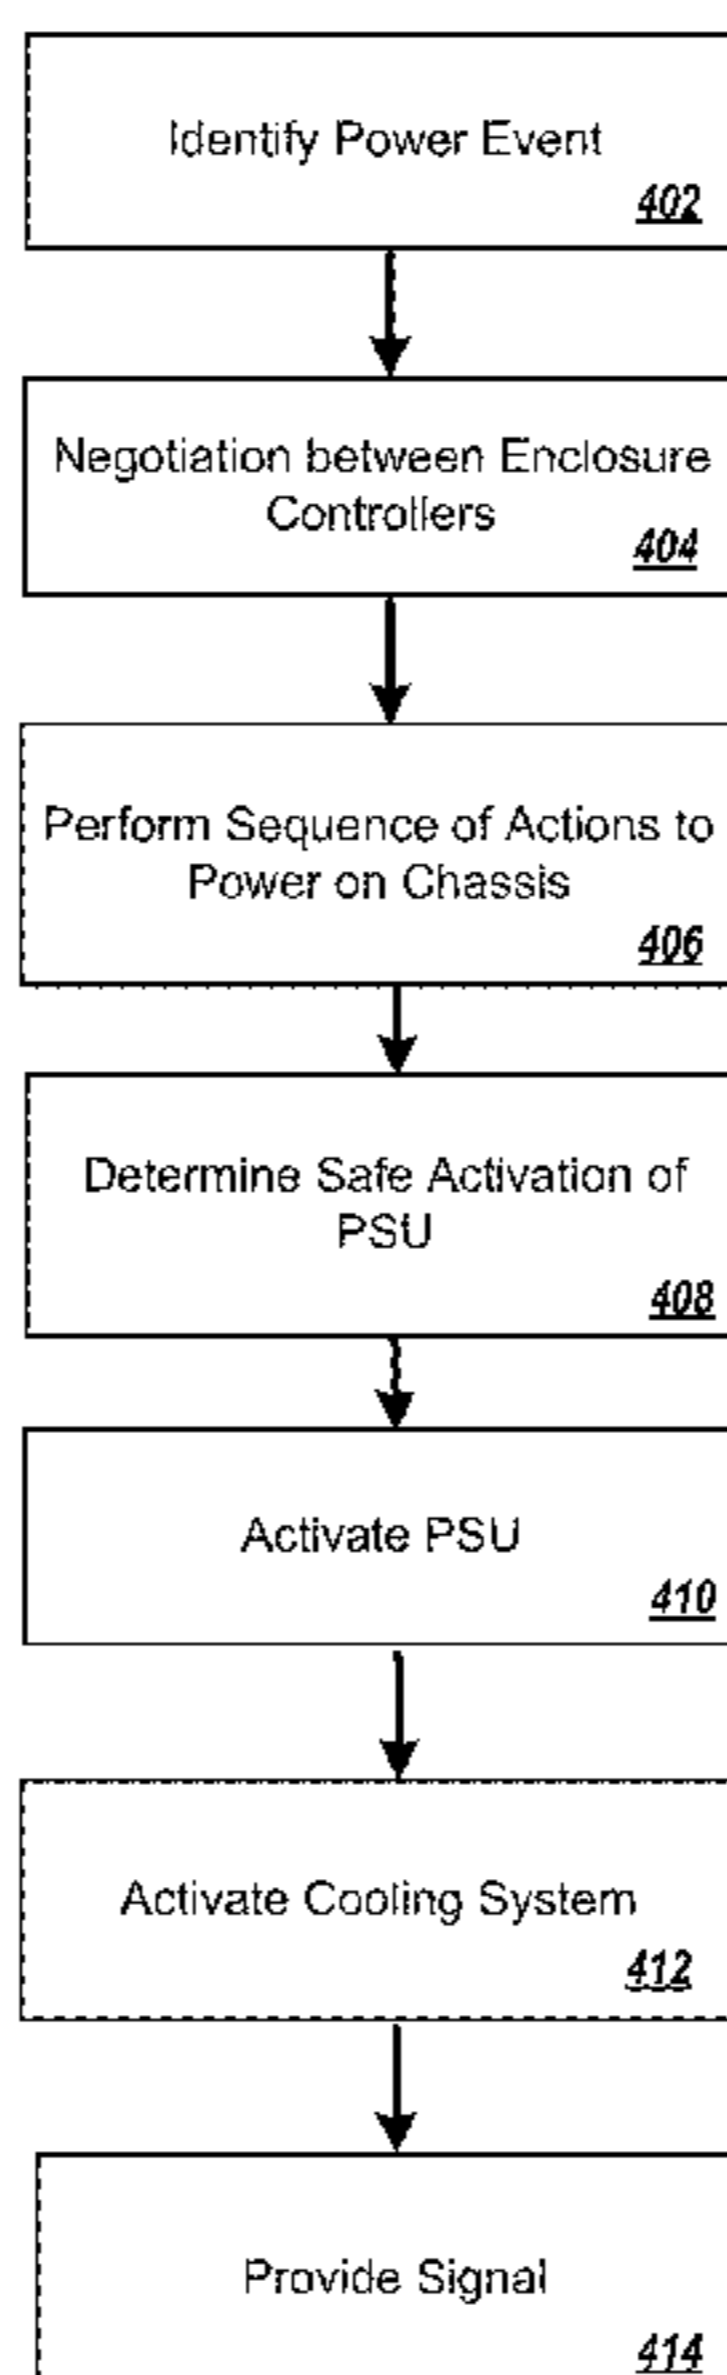 Identify Power Event
402
Negotiation between Enclosure
Controllers
404
Perform Sequence of Actions to
Power on Chassis
406
Determine Safe Activation of
PSU
408
Activate PSU
410
Activate Cooling System
412
Provide Signal
414